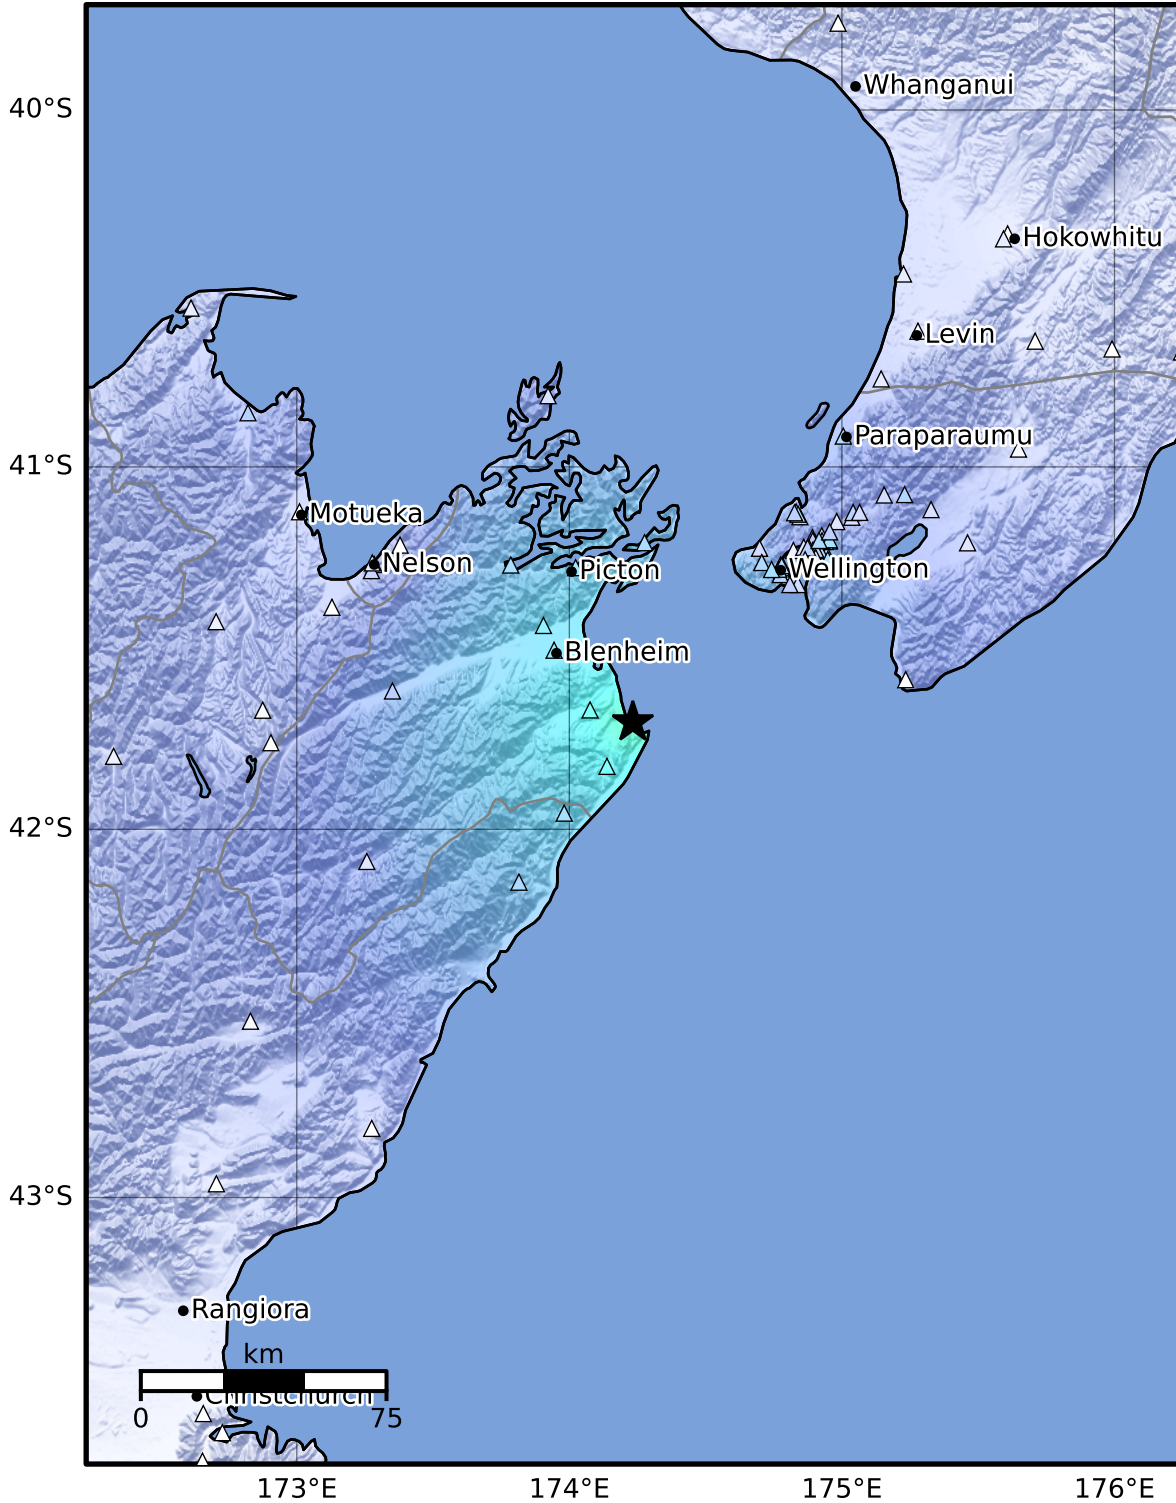 40°S
Whanganui
Hokowhitu
Levin
Paraparaumu
41°S
Motueka
Nelson
Picton
Wellington
Blenheim
42°S
43°S
Rangiora
km
Christchurch
0 75
173°E 174°E 175°E 176°E